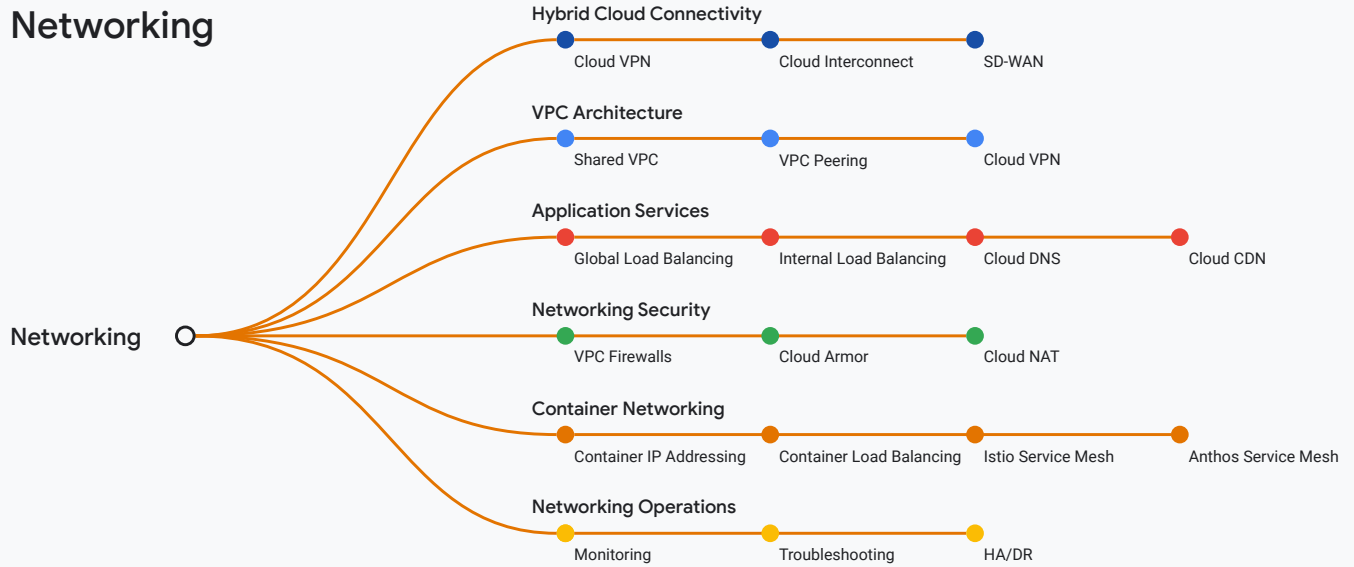 Networking
Hybrid Cloud Connectivity
Cloud VPN
Cloud Interconnect
SD-WAN
VPC Architecture
Shared VPC
VPC Peering
Cloud VPN
Application Services
Global Load Balancing
Internal Load Balancing
Cloud DNS
Cloud CDN
Networking
Networking Security
VPC Firewalls
Cloud Armor
Cloud NAT
Container Networking
Container IP Addressing
Container Load Balancing
Istio Service Mesh
Anthos Service Mesh
Networking Operations
Monitoring
Troubleshooting
HA/DR